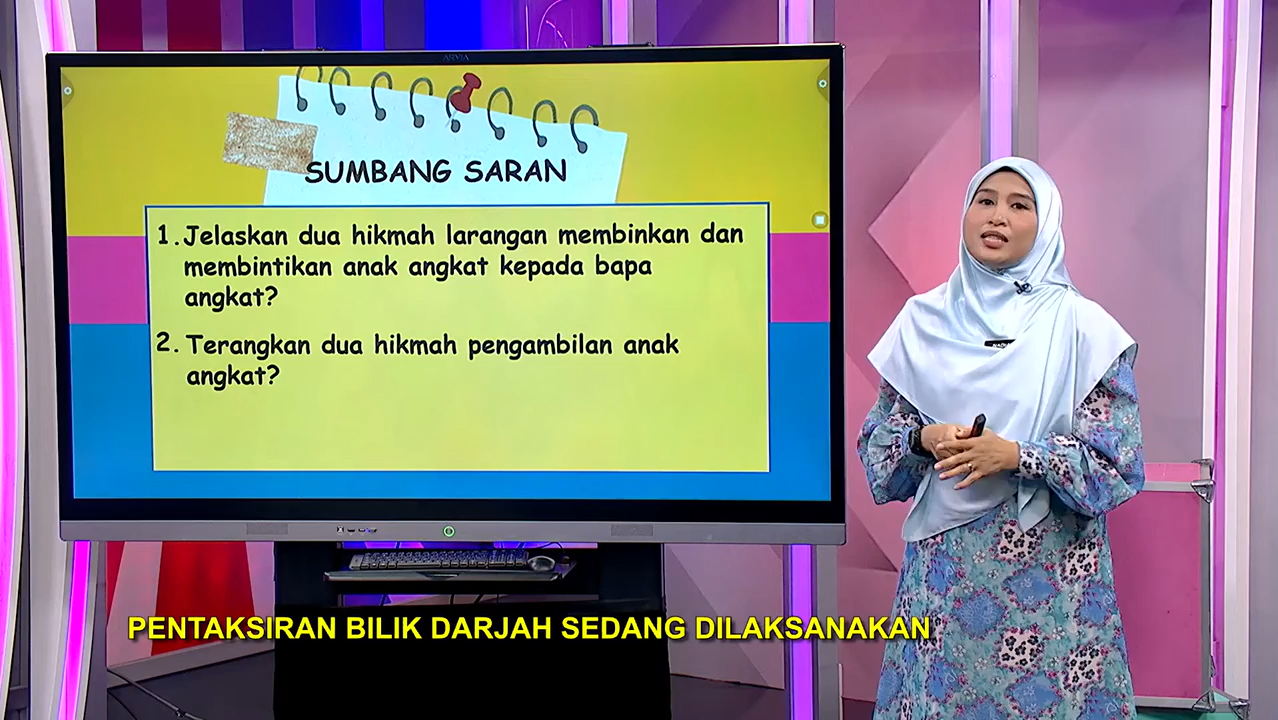 SUMBANG SARAN
1. Jelaskan dua hikmah larangan membinkan dan
membintikan anak angkat kepada bapa
angkat?
2. Terangkan dua hikmah pengambilan anak
angkat?
PENTAKSIRAN BILIK DARJAH SEDANG DILAKSANAKAN